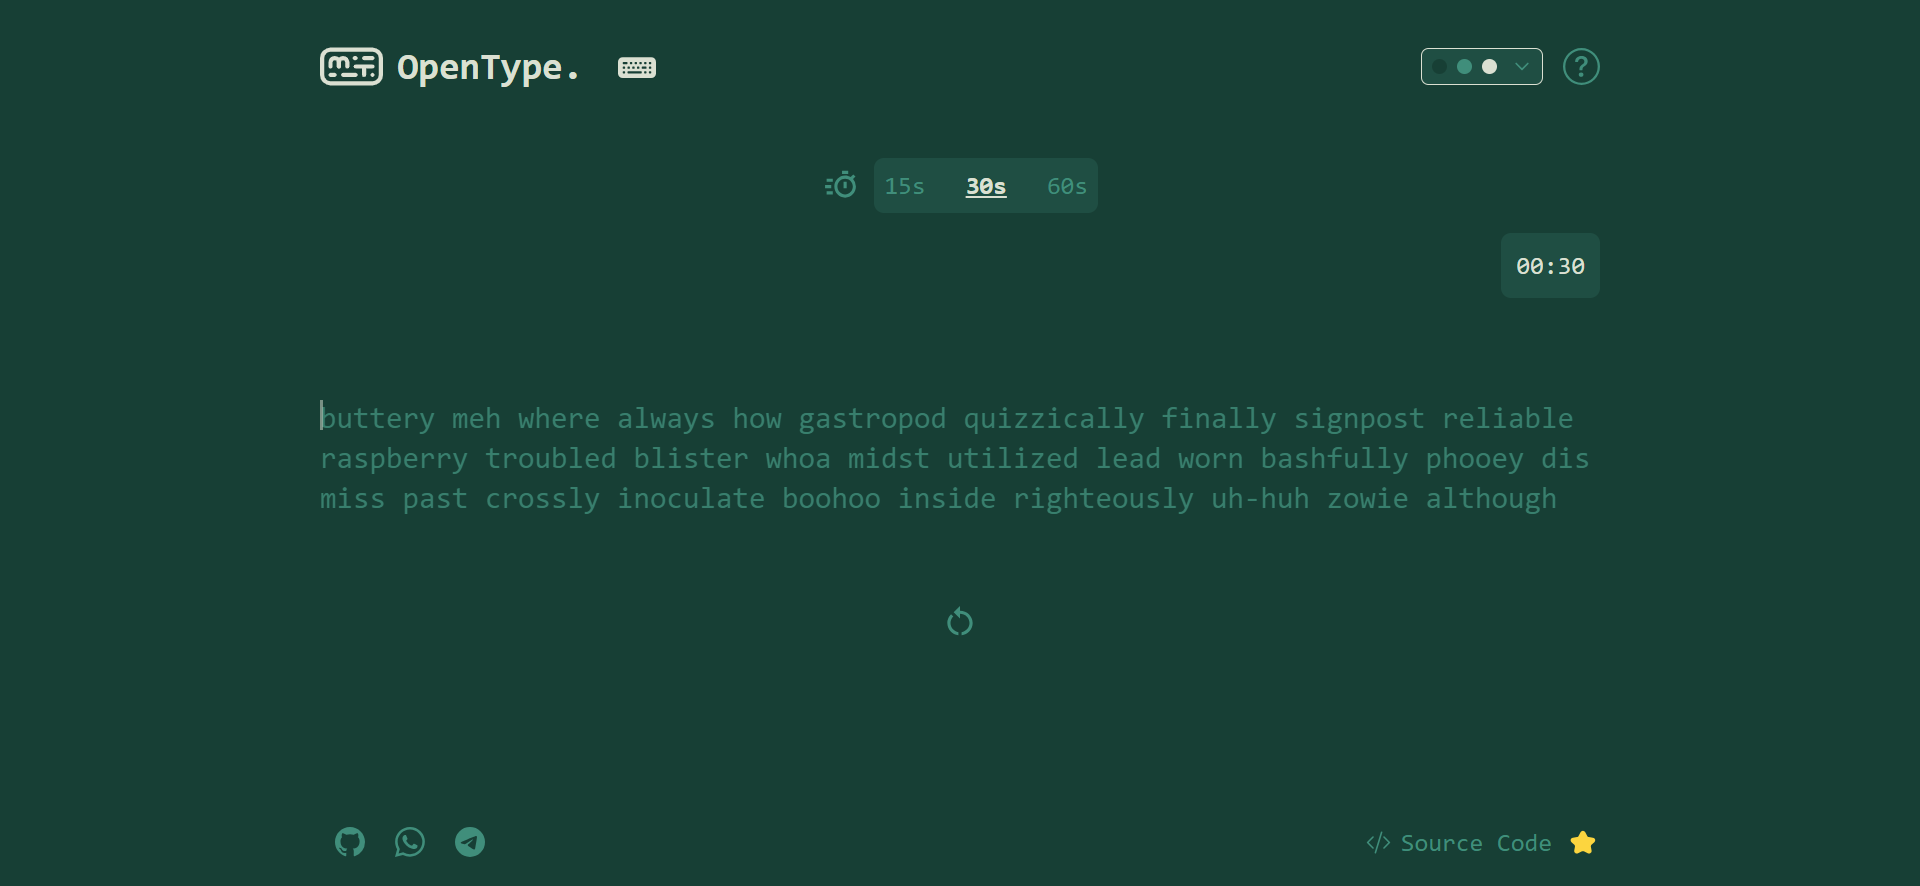 OpenType.
15s 30s 60s
00:30
buttery meh where always how gastropod quizzically finally signpost reliable
raspberry troubled blister whoa midst utilized lead worn bashfully phooey dis
miss past crossly inoculate boohoo inside righteously uh-huh zowie although
</> Source Code